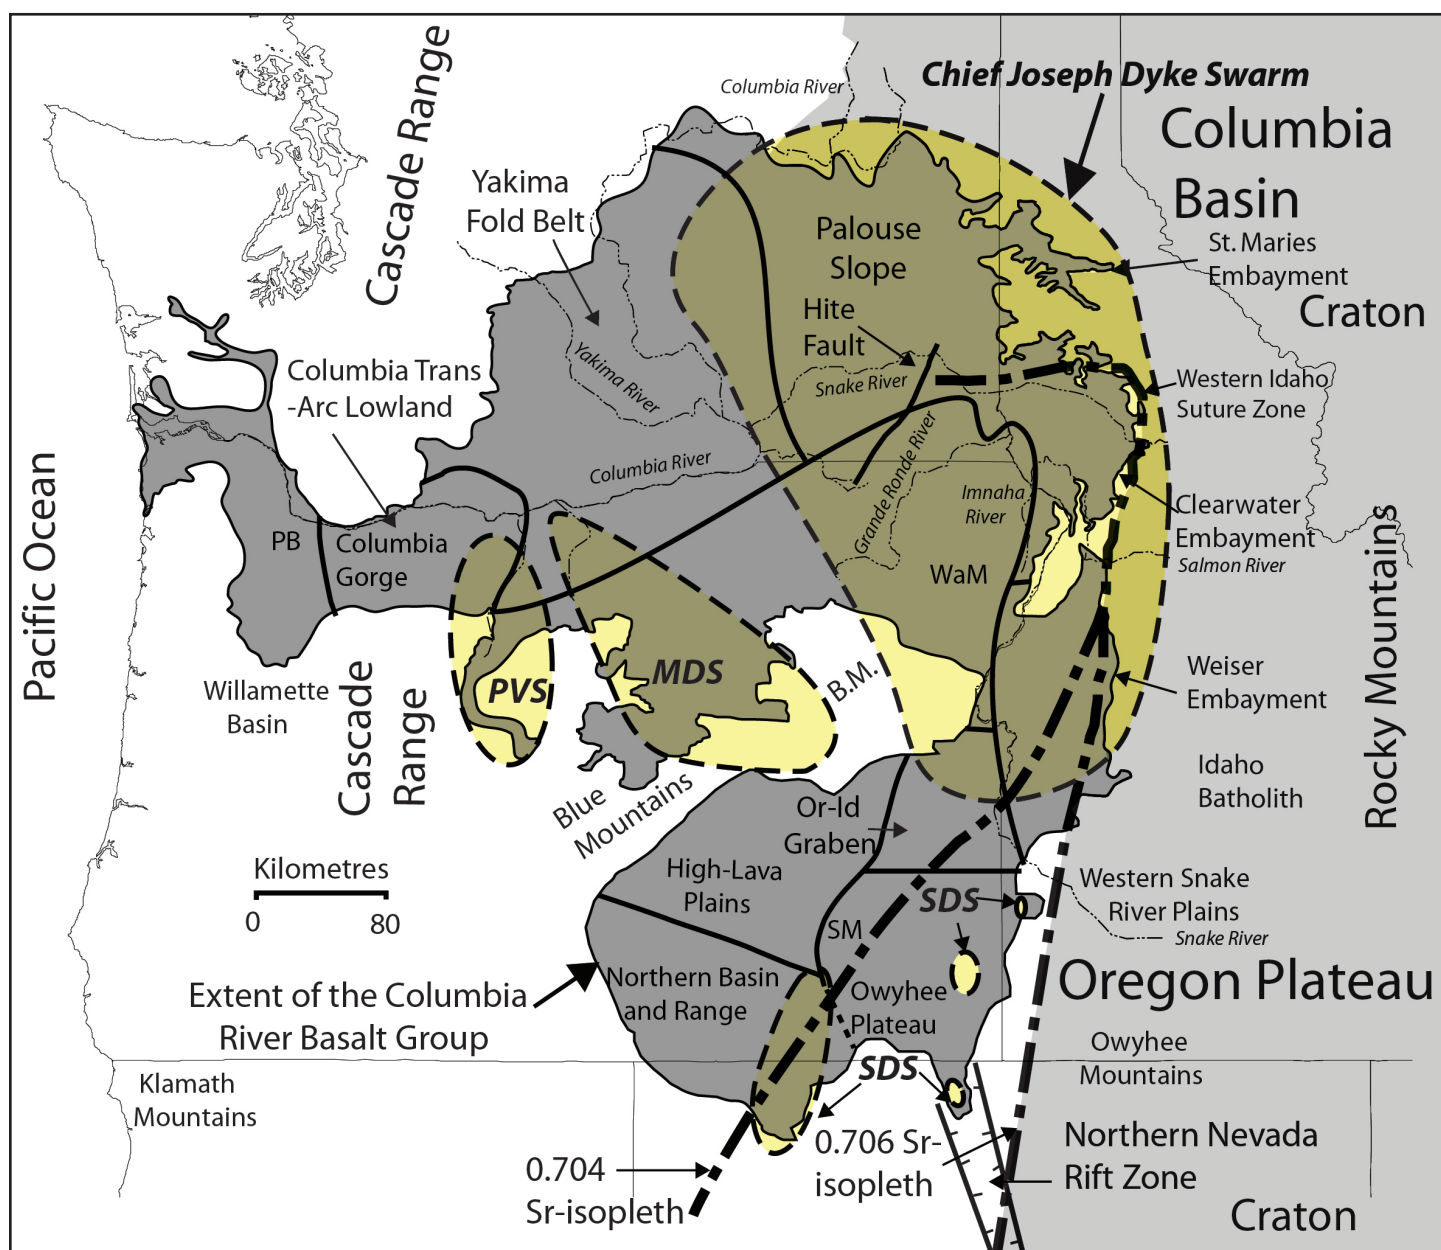 Columbia River
Chief Joseph Dyke Swarm
Columbia
Basin
Cascade Range
Yakima
Fold Belt
Palouse
Slope
St. Maries
Embayment
Craton
Hite
Fault
Columbia Trans
-Arc Lowland
Yakima River
Snake River
Western Idaho
Suture Zone
Columbia River
Grande Ronde River
Imnaha
River
Clearwater
Embayment
Salmon River
Pacific Ocean
PB
Columbia
Gorge
WaM
Rocky Mountains
Willamette
Basin
Cascade
Range
PVS
MDS
B.M.
Weiser
Embayment
Idaho
Batholith
Blue
Mountains
Or-Id
Graben
Kilometres
0 80
High-Lava
Plains
SM
SDS
Western Snake
River Plains
Snake River
Oregon Plateau
Extent of the Columbia
River Basalt Group
Northern Basin
and Range
Owyhee
Plateau
Owyhee
Mountains
SDS
Klamath
Mountains
0.704
Sr-isopleth
0.706 Sr-
isopleth
Northern Nevada
Rift Zone
Craton